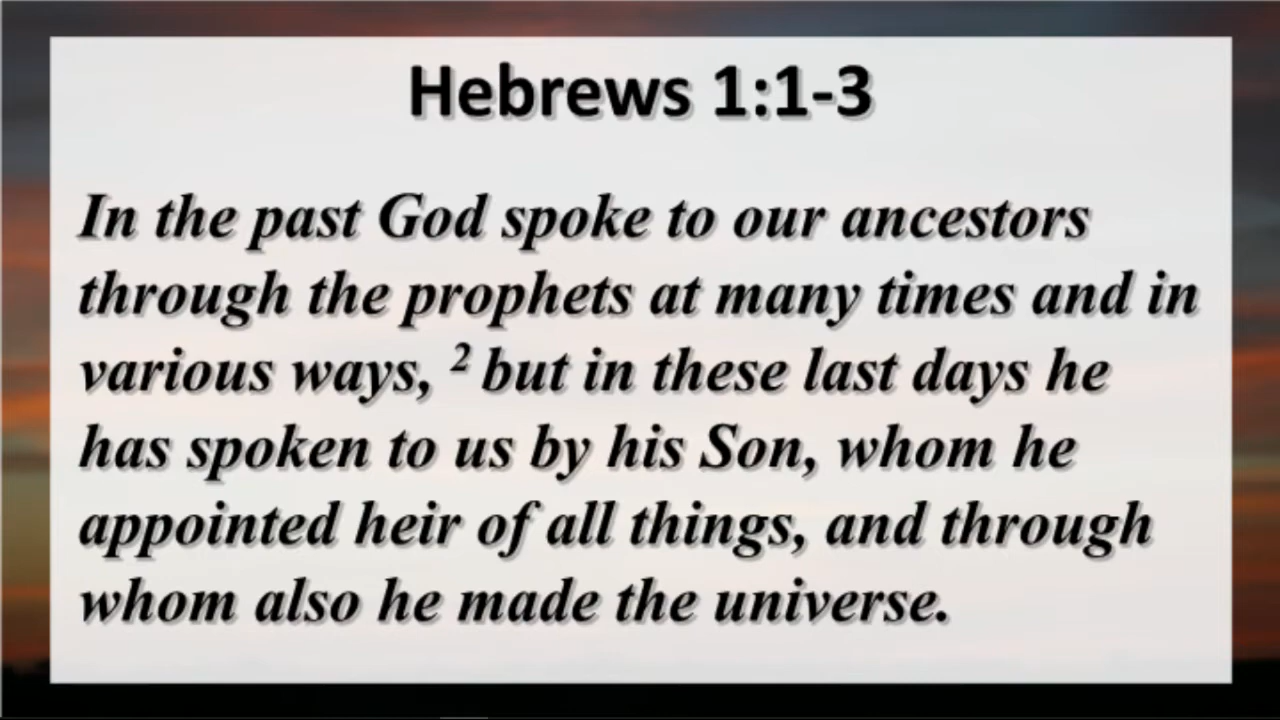 Hebrews 1:1-3
In the past God spoke to our ancestors
through the prophets at many times and in
various ways, ² but in these last days he
has spoken to us by his Son, whom he
appointed heir of all things, and through
whom also he made the universe.